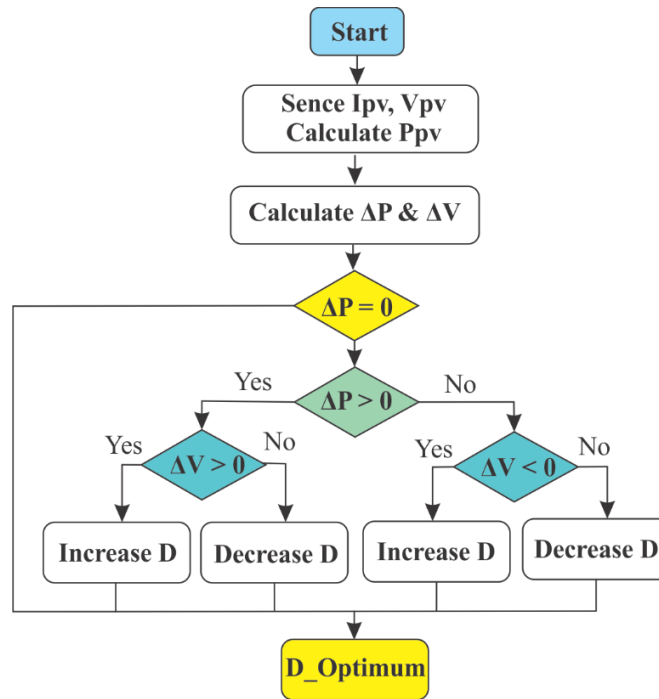 Start
Sence Ipv, Vpv
Calculate Ppv
Calculate ΔP & ΔV
ΔP = 0
Yes
ΔP > 0
No
Yes
ΔV > 0
No
Yes
ΔV < 0
No
Increase D
Decrease D
Increase D
Decrease D
D_Optimum